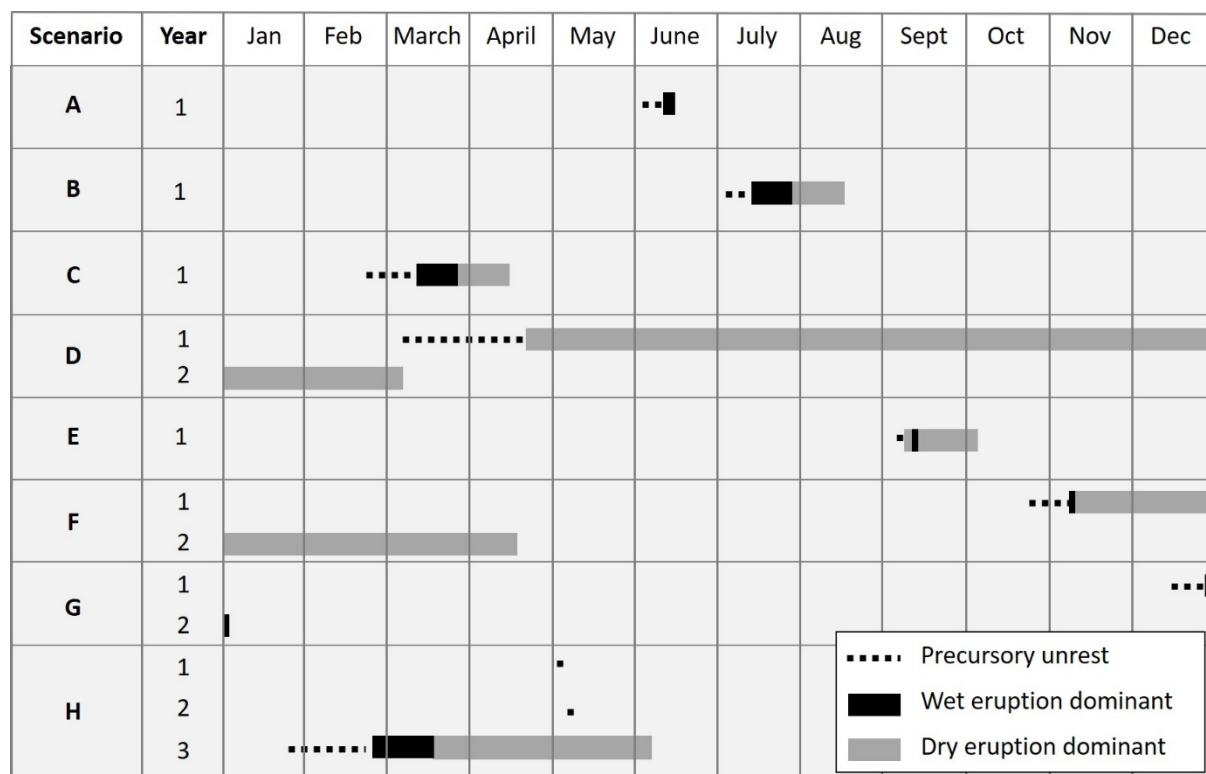 Scenario Year Jan Feb March April May June July Aug Sept Oct Nov Dec
A 1
B 1
C 1
D 1
2
E 1
F 1
2
G 1
2
H 1
2
3
Precursory unrest
Wet eruption dominant
Dry eruption dominant